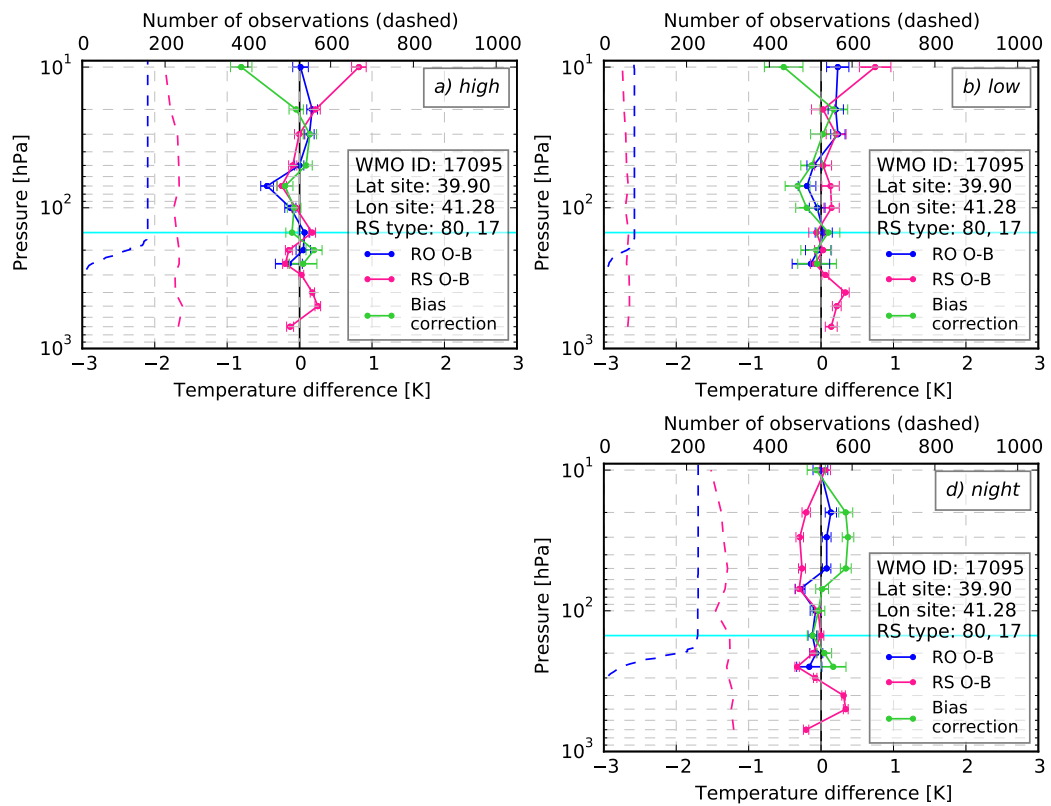 Number of observations (dashed)
0 200 400 600 800 1000
10¹
10²
10³
Pressure [hPa]
a) high
WMO ID: 17095
Lat site: 39.90
Lon site: 41.28
RS type: 80, 17
RO O-B
RS O-B
Bias
correction
−3 −2 −1 0 1 2 3
Temperature difference [K]
Number of observations (dashed)
0 200 400 600 800 1000
10¹
10²
10³
Pressure [hPa]
b) low
WMO ID: 17095
Lat site: 39.90
Lon site: 41.28
RS type: 80, 17
RO O-B
RS O-B
Bias
correction
−3 −2 −1 0 1 2 3
Temperature difference [K]
Number of observations (dashed)
0 200 400 600 800 1000
10¹
10²
10³
Pressure [hPa]
d) night
WMO ID: 17095
Lat site: 39.90
Lon site: 41.28
RS type: 80, 17
RO O-B
RS O-B
Bias
correction
−3 −2 −1 0 1 2 3
Temperature difference [K]